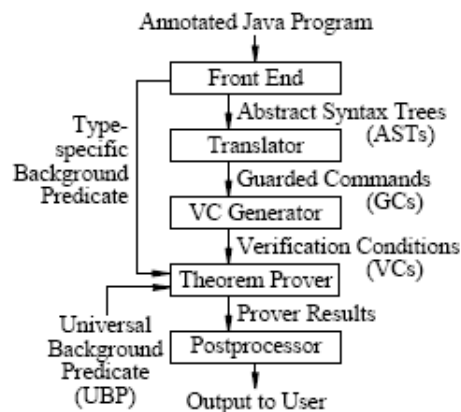 Annotated Java Program
Front End
Abstract Syntax Trees
(ASTs)
Type-
specific
Background
Predicate
Translator
Guarded Commands
(GCs)
VC Generator
Verification Conditions
(VCs)
Theorem Prover
Universal
Background
Predicate
(UBP)
Prover Results
Postprocessor
Output to User